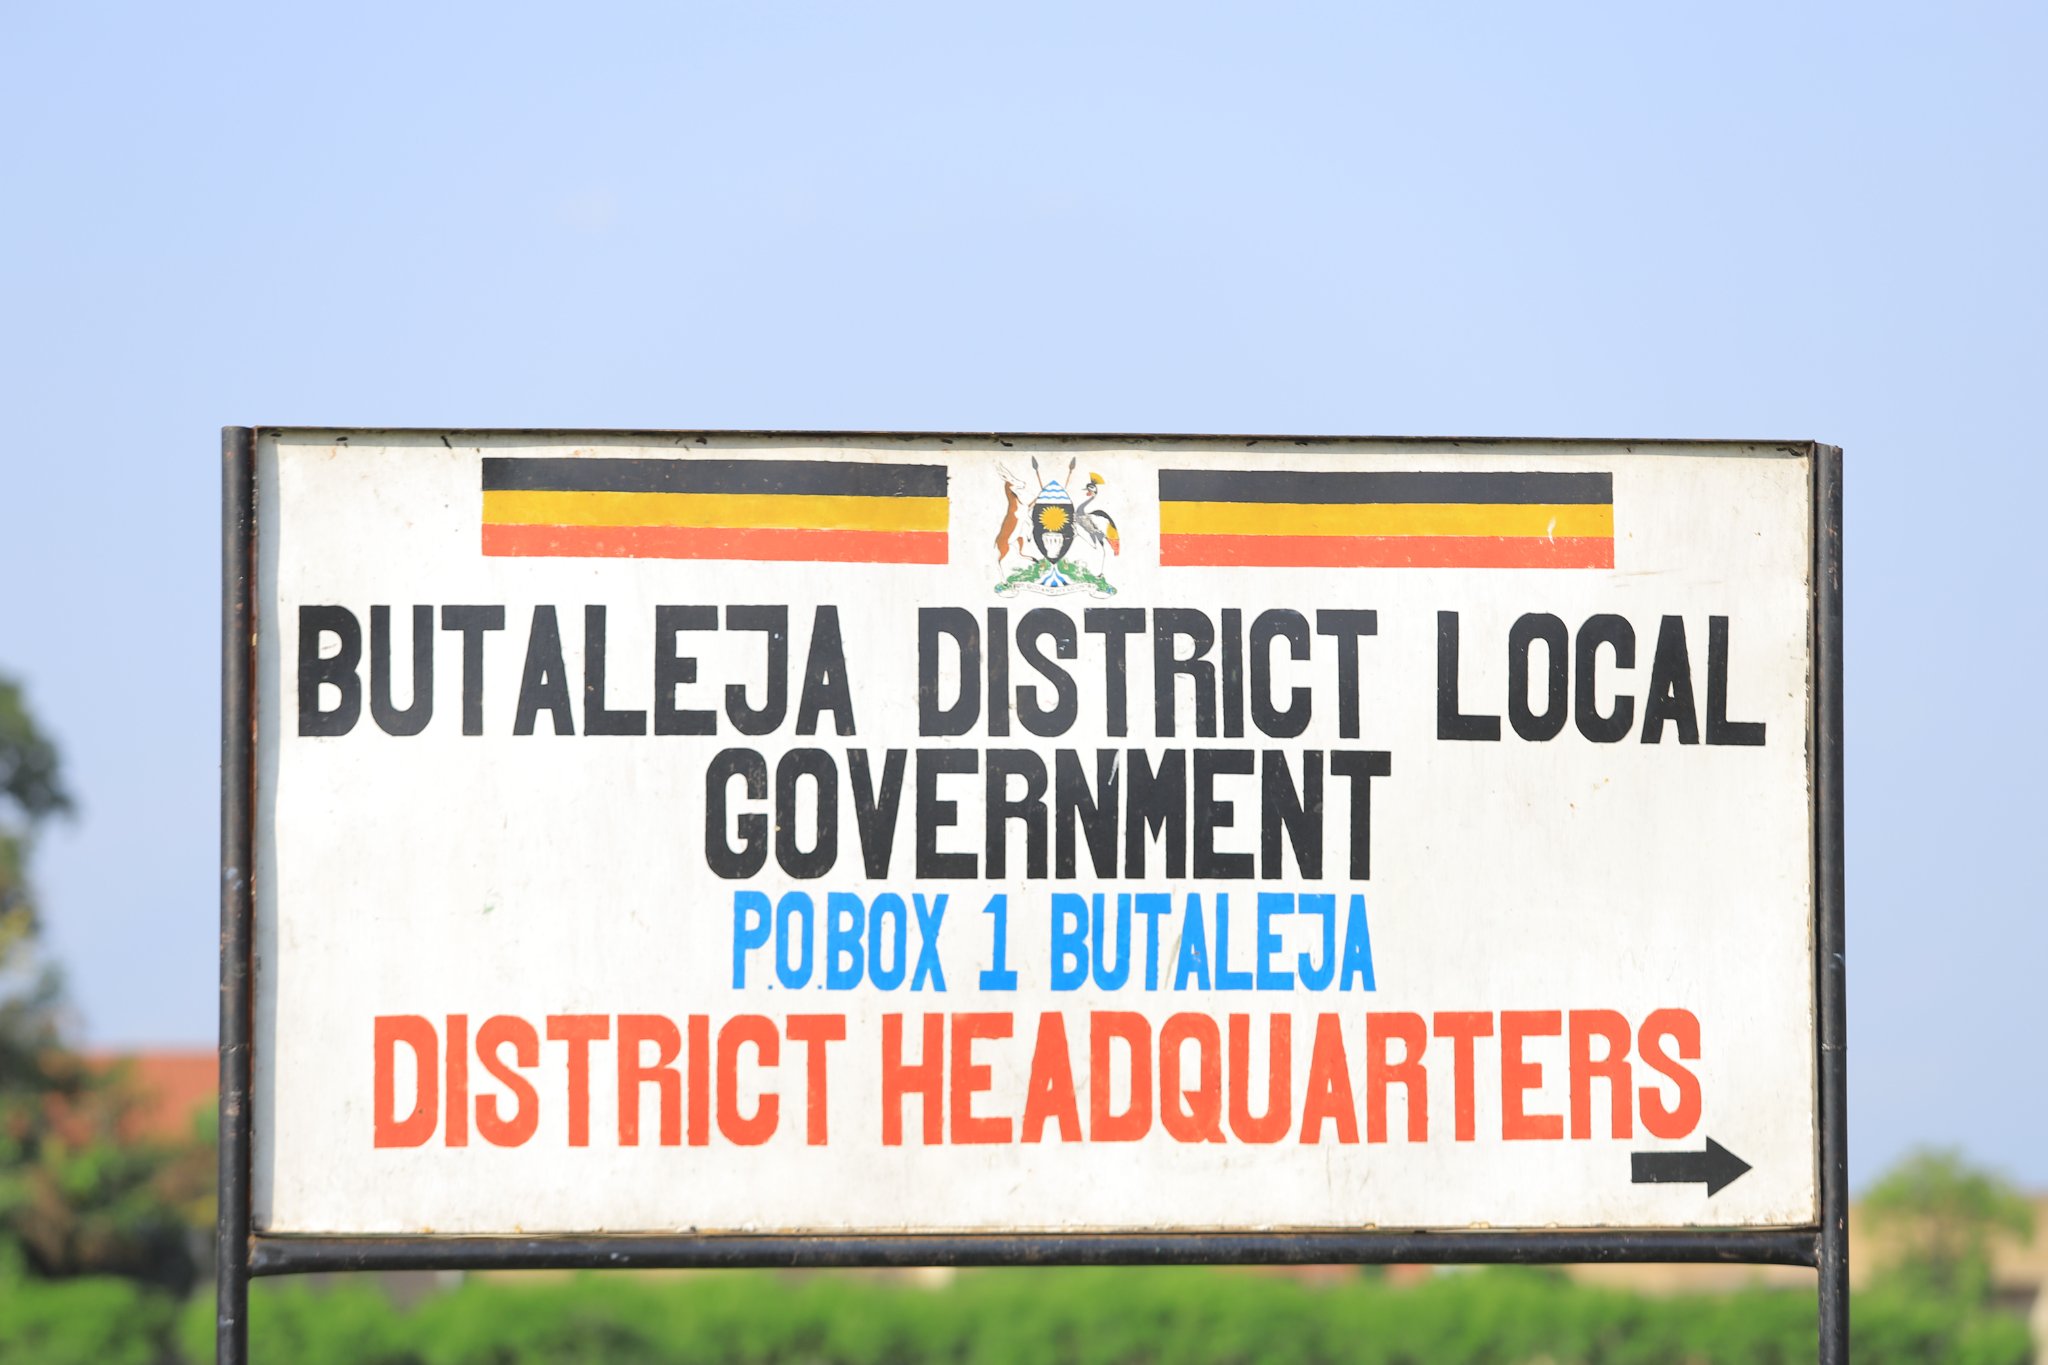 BUTALEJA DISTRICT LOCAL
GOVERNMENT
P.O.BOX 1 BUTALEJA
DISTRICT HEADQUARTERS